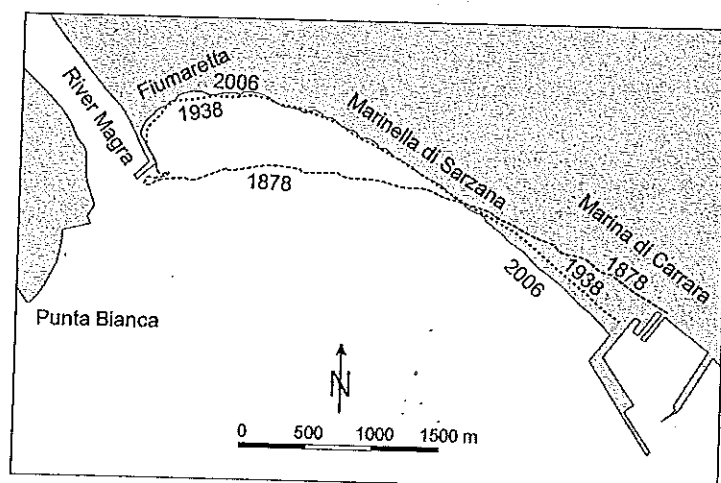 River Magra
Fiumaretta
2006
1938
1878
Marinella di Sarzana
Marina di Carrara
1878
1938
2006
Punta Bianca
N
0 500 1000 1500 m